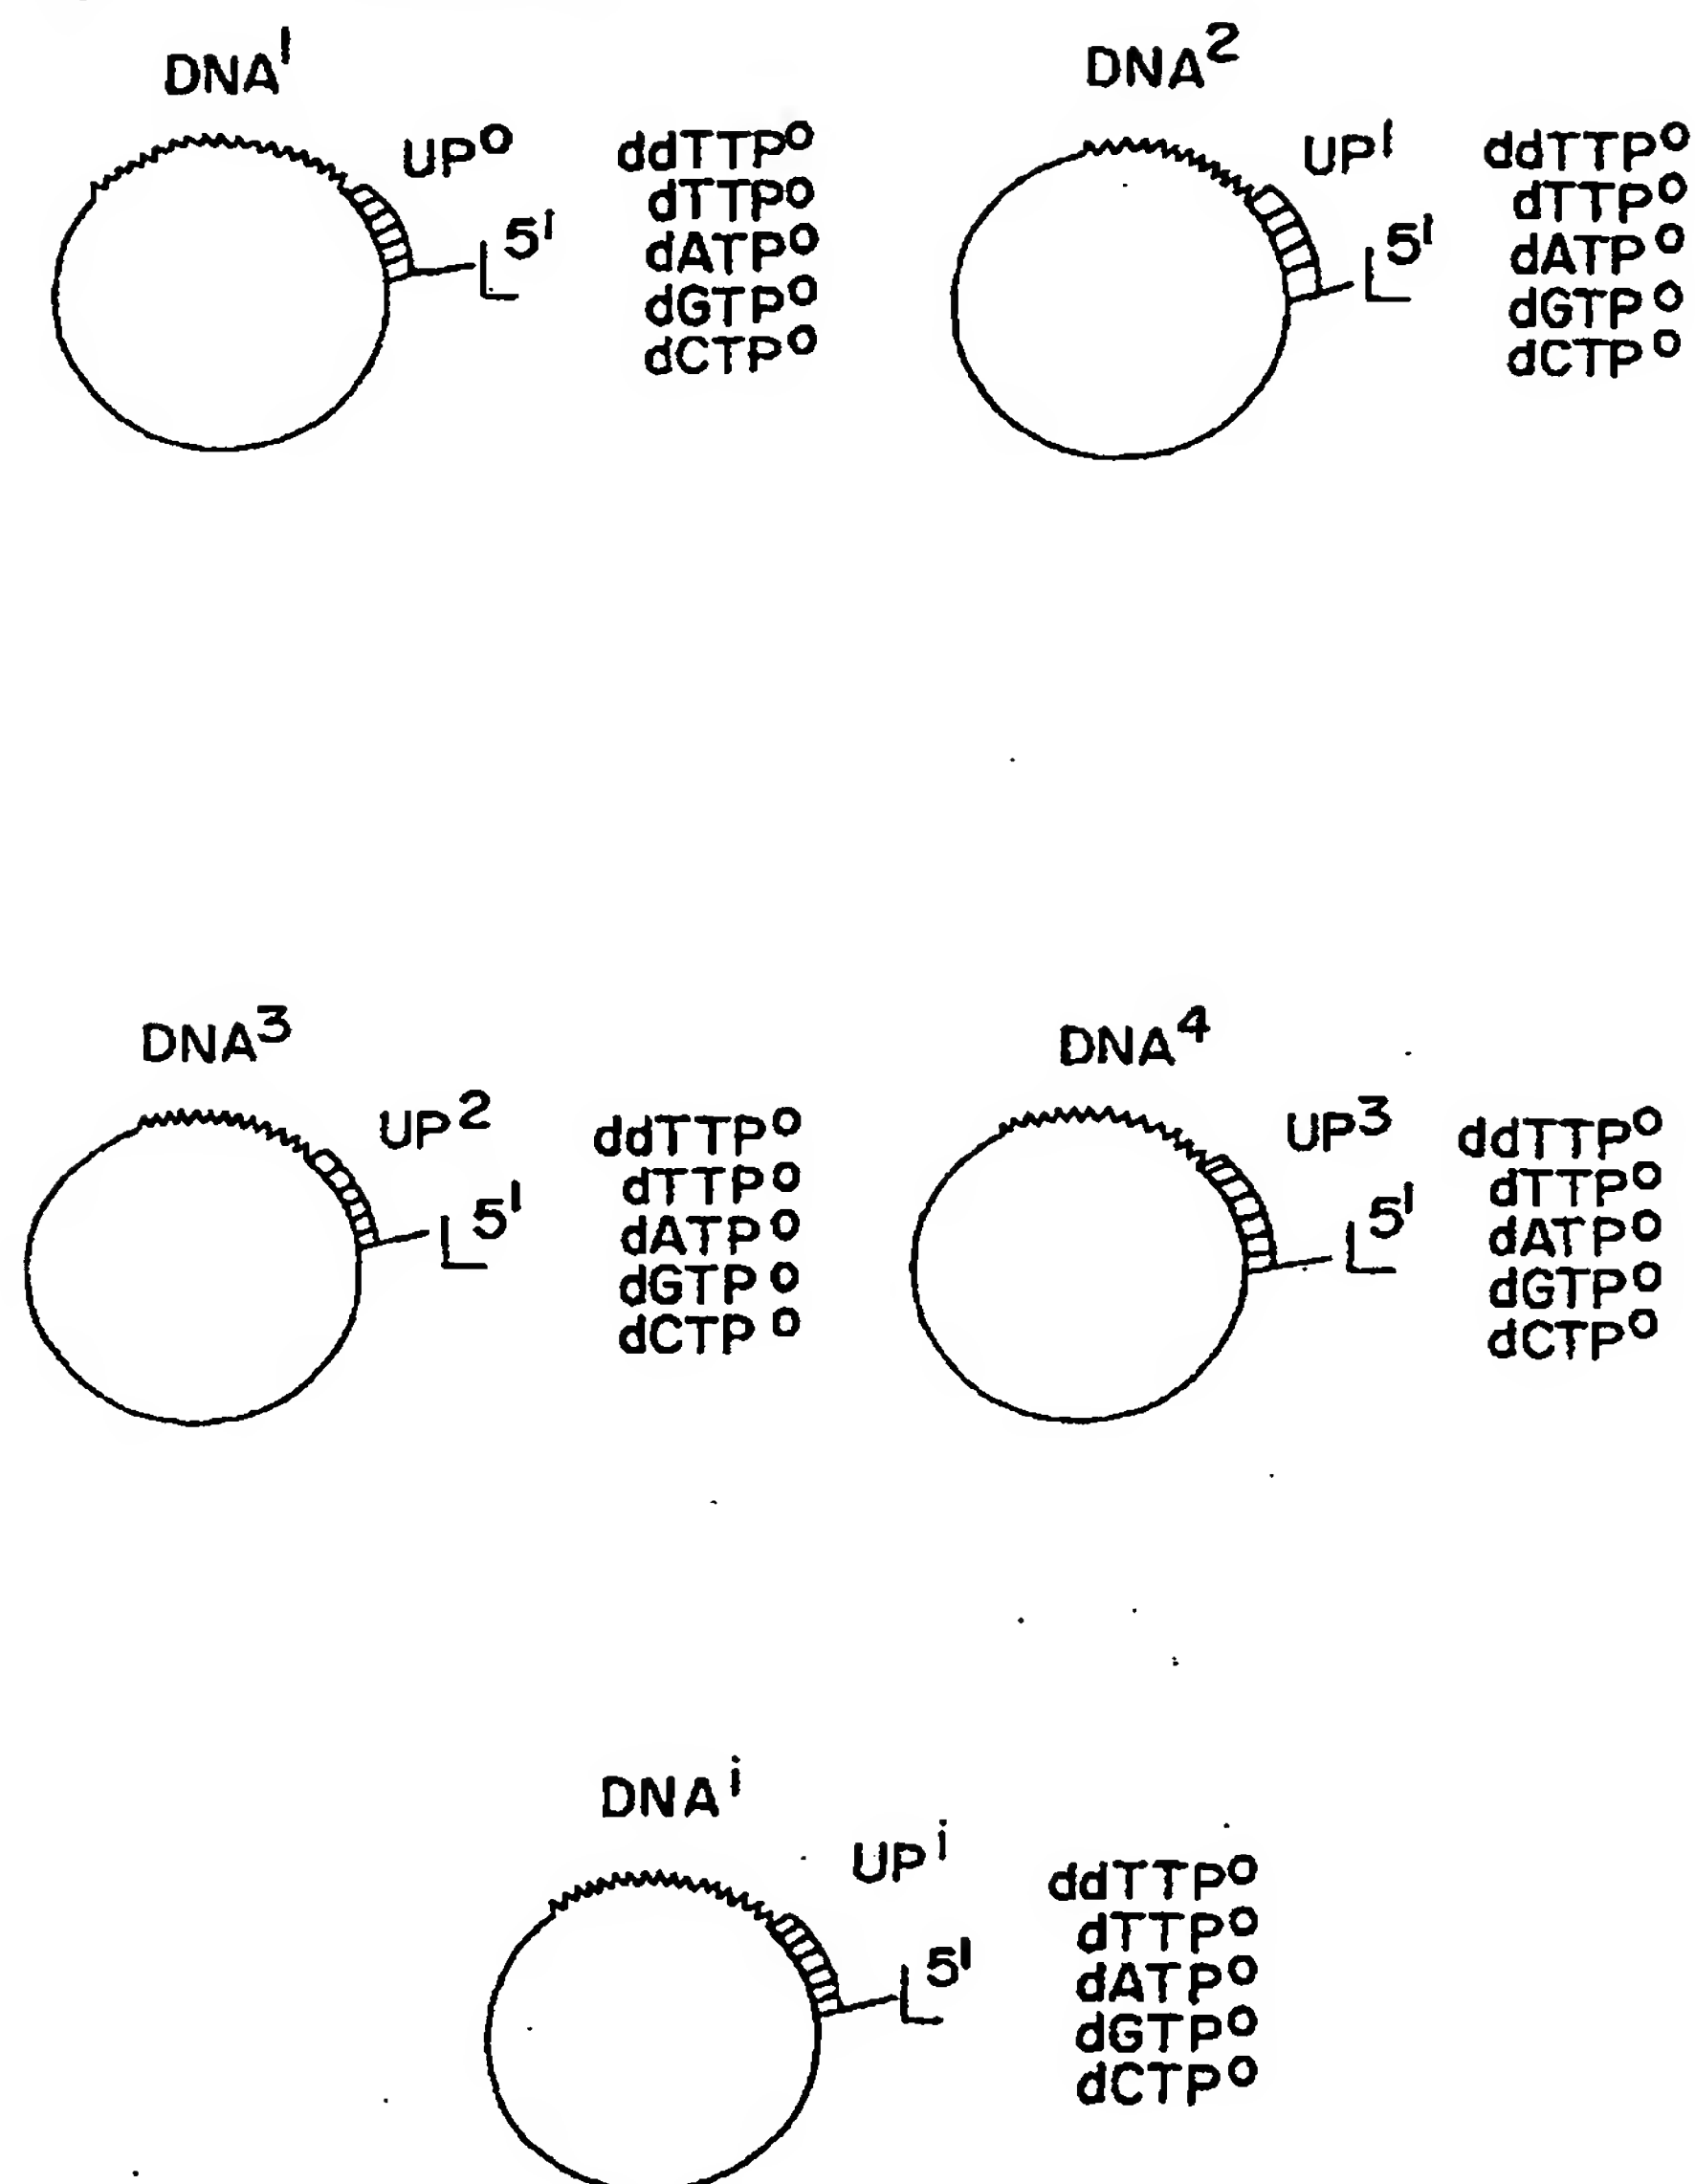 DNA¹
UP⁰
5'
ddTTP⁰
dTTP⁰
dATP⁰
dGTP⁰
dCTP⁰
DNA²
UP¹
5'
ddTTP⁰
dTTP⁰
dATP⁰
dGTP⁰
dCTP⁰
DNA³
UP²
5'
ddTTP⁰
dTTP⁰
dATP⁰
dGTP⁰
dCTP⁰
DNA⁴
UP³
5'
ddTTP⁰
dTTP⁰
dATP⁰
dGTP⁰
dCTP⁰
DNAⁱ
UPⁱ
5'
ddTTP⁰
dTTP⁰
dATP⁰
dGTP⁰
dCTP⁰